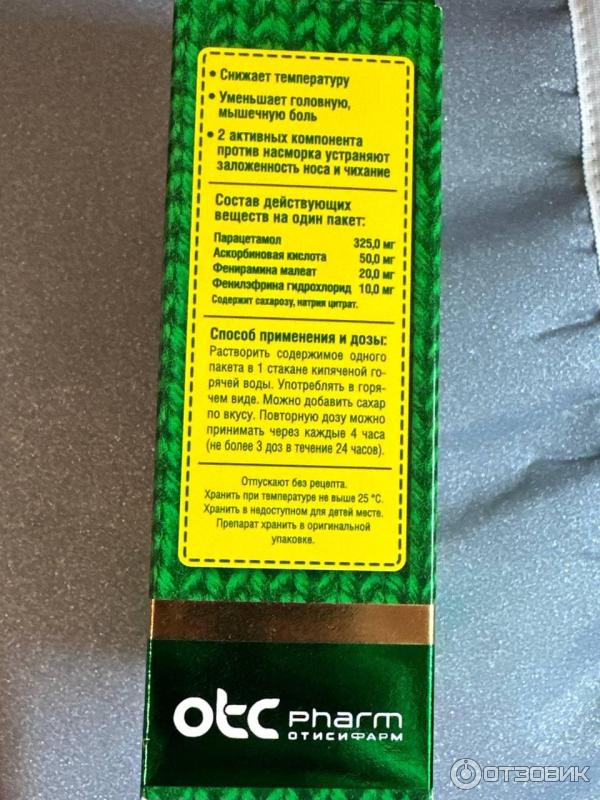 • Снижает температуру
• Уменьшает головную,
мышечную боль
• 2 активных компонента
против насморка устраняют
заложенность носа и чихание
Состав действующих
веществ на один пакет:
Парацетамол 325,0 мг
Аскорбиновая кислота 50,0 мг
Фенирамина малеат 20,0 мг
Фенилэфрина гидрохлорид 10,0 мг
Содержит сахарозу, натрия цитрат.
Способ применения и дозы:
Растворить содержимое одного
пакета в 1 стакане кипяченой го-
рячей воды. Употреблять в горя-
чем виде. Можно добавить сахар
по вкусу. Повторную дозу можно
принимать через каждые 4 часа
(не более 3 доз в течение 24 часов).
Отпускают без рецепта.
Хранить при температуре не выше 25 °C.
Хранить в недоступном для детей месте.
Препарат хранить в оригинальной
упаковке.
otc pharm
ОТИСИФАРМ
ОТЗОВИК